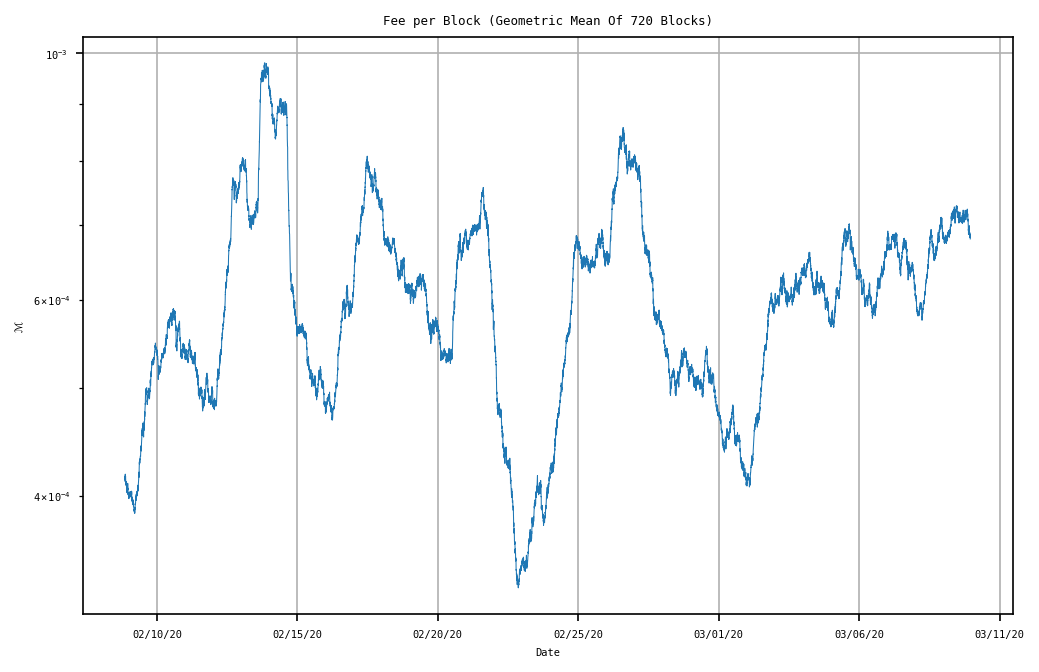 Fee per Block (Geometric Mean Of 720 Blocks)
10⁻³
6×10⁻⁴
4×10⁻⁴
ℳ
02/10/20 02/15/20 02/20/20 02/25/20 03/01/20 03/06/20 03/11/20
Date